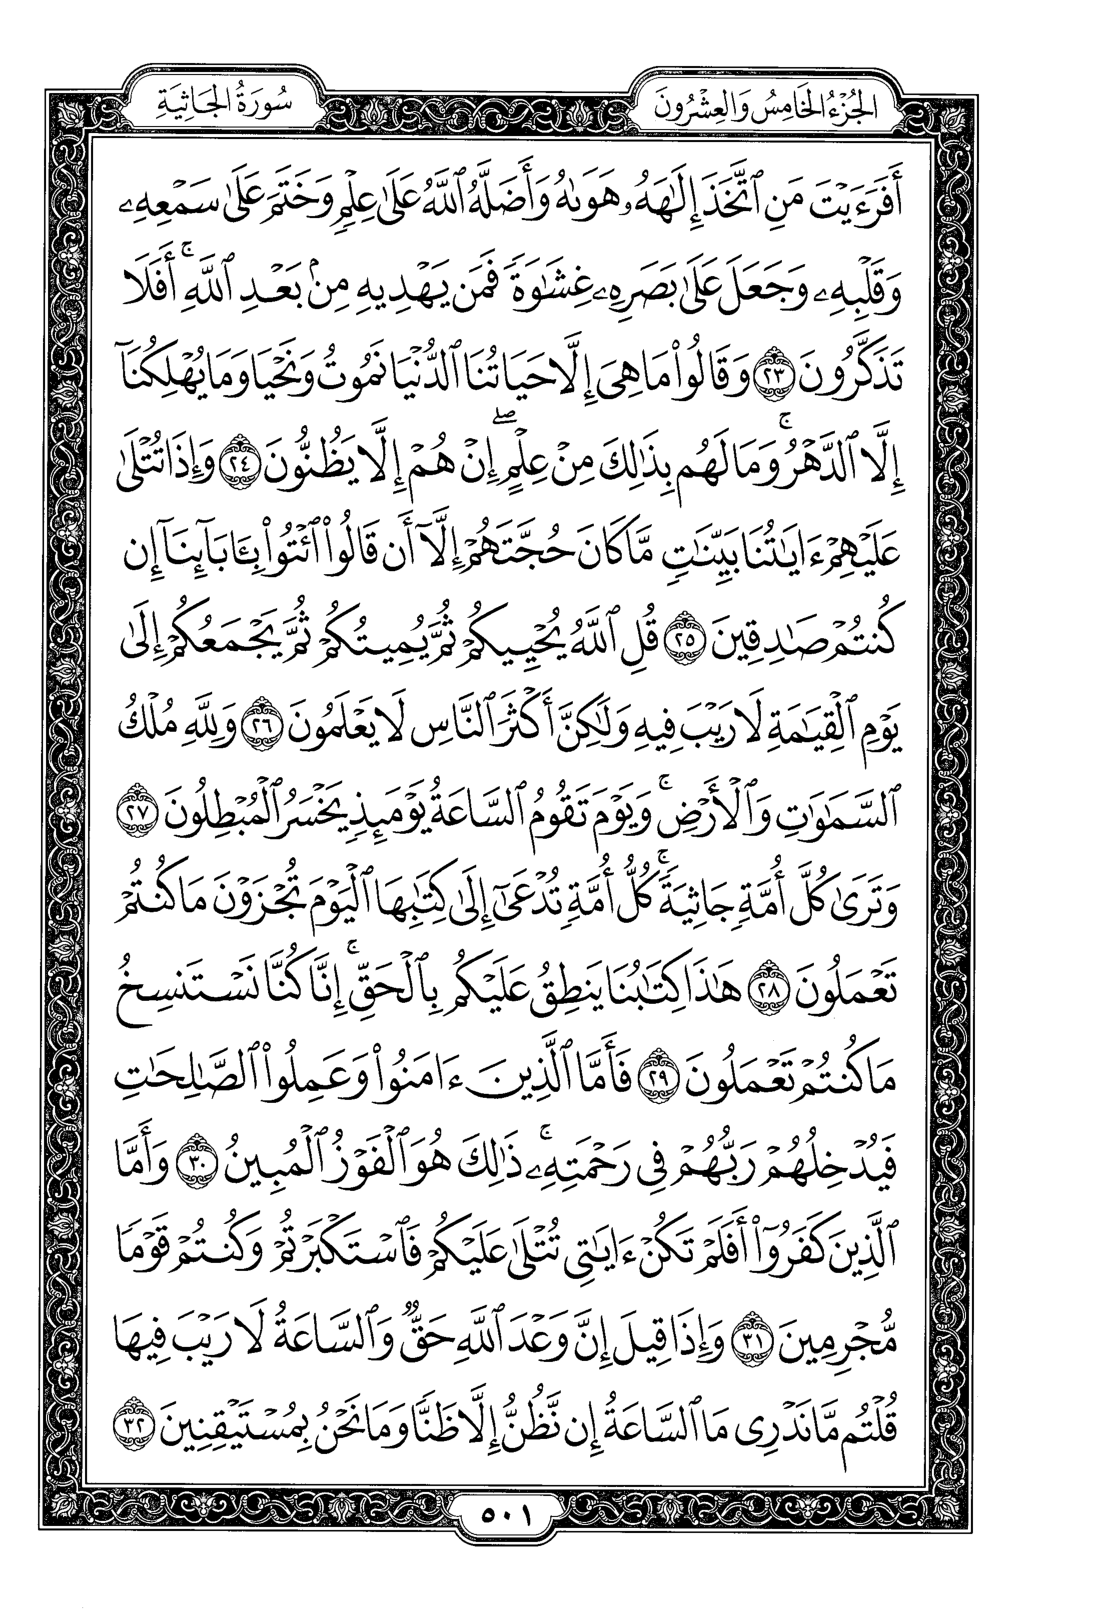 الجُزْءُ الخَامِسُ وَالعِشْرُونَ
سُورَةُ الجَاثِيَةِ
أَفَرَءَيْتَ مَنِ ٱتَّخَذَ إِلَٰهَهُۥ هَوَىٰهُ وَأَضَلَّهُ ٱللَّهُ عَلَىٰ عِلْمٍ وَخَتَمَ عَلَىٰ سَمْعِهِۦ
وَقَلْبِهِۦ وَجَعَلَ عَلَىٰ بَصَرِهِۦ غِشَٰوَةً فَمَن يَهْدِيهِ مِنۢ بَعْدِ ٱللَّهِۚ أَفَلَا
تَذَكَّرُونَ ٢٣ وَقَالُوا۟ مَا هِىَ إِلَّا حَيَاتُنَا ٱلدُّنْيَا نَمُوتُ وَنَحْيَا وَمَا يُهْلِكُنَآ
إِلَّا ٱلدَّهْرُۚ وَمَا لَهُم بِذَٰلِكَ مِنْ عِلْمٍۖ إِنْ هُمْ إِلَّا يَظُنُّونَ ٢٤ وَإِذَا تُتْلَىٰ
عَلَيْهِمْ ءَايَٰتُنَا بَيِّنَٰتٍ مَّا كَانَ حُجَّتَهُمْ إِلَّآ أَن قَالُوا۟ ٱئْتُوا۟ بِـَٔابَآئِنَآ إِن
كُنتُمْ صَٰدِقِينَ ٢٥ قُلِ ٱللَّهُ يُحْيِيكُمْ ثُمَّ يُمِيتُكُمْ ثُمَّ يَجْمَعُكُمْ إِلَىٰ
يَوْمِ ٱلْقِيَٰمَةِ لَا رَيْبَ فِيهِ وَلَٰكِنَّ أَكْثَرَ ٱلنَّاسِ لَا يَعْلَمُونَ ٢٦ وَلِلَّهِ مُلْكُ
ٱلسَّمَٰوَٰتِ وَٱلْأَرْضِۚ وَيَوْمَ تَقُومُ ٱلسَّاعَةُ يَوْمَئِذٍ يَخْسَرُ ٱلْمُبْطِلُونَ ٢٧
وَتَرَىٰ كُلَّ أُمَّةٍ جَاثِيَةًۚ كُلُّ أُمَّةٍ تُدْعَىٰٓ إِلَىٰ كِتَٰبِهَا ٱلْيَوْمَ تُجْزَوْنَ مَا كُنتُمْ
تَعْمَلُونَ ٢٨ هَٰذَا كِتَٰبُنَا يَنطِقُ عَلَيْكُم بِٱلْحَقِّۚ إِنَّا كُنَّا نَسْتَنسِخُ
مَا كُنتُمْ تَعْمَلُونَ ٢٩ فَأَمَّا ٱلَّذِينَ ءَامَنُوا۟ وَعَمِلُوا۟ ٱلصَّٰلِحَٰتِ
فَيُدْخِلُهُمْ رَبُّهُمْ فِى رَحْمَتِهِۦۚ ذَٰلِكَ هُوَ ٱلْفَوْزُ ٱلْمُبِينُ ٣٠ وَأَمَّا
ٱلَّذِينَ كَفَرُوٓا۟ أَفَلَمْ تَكُنْ ءَايَٰتِى تُتْلَىٰ عَلَيْكُمْ فَٱسْتَكْبَرْتُمْ وَكُنتُمْ قَوْمًا
مُّجْرِمِينَ ٣١ وَإِذَا قِيلَ إِنَّ وَعْدَ ٱللَّهِ حَقٌّ وَٱلسَّاعَةُ لَا رَيْبَ فِيهَا
قُلْتُم مَّا نَدْرِى مَا ٱلسَّاعَةُ إِن نَّظُنُّ إِلَّا ظَنًّا وَمَا نَحْنُ بِمُسْتَيْقِنِينَ ٣٢
٥٠١